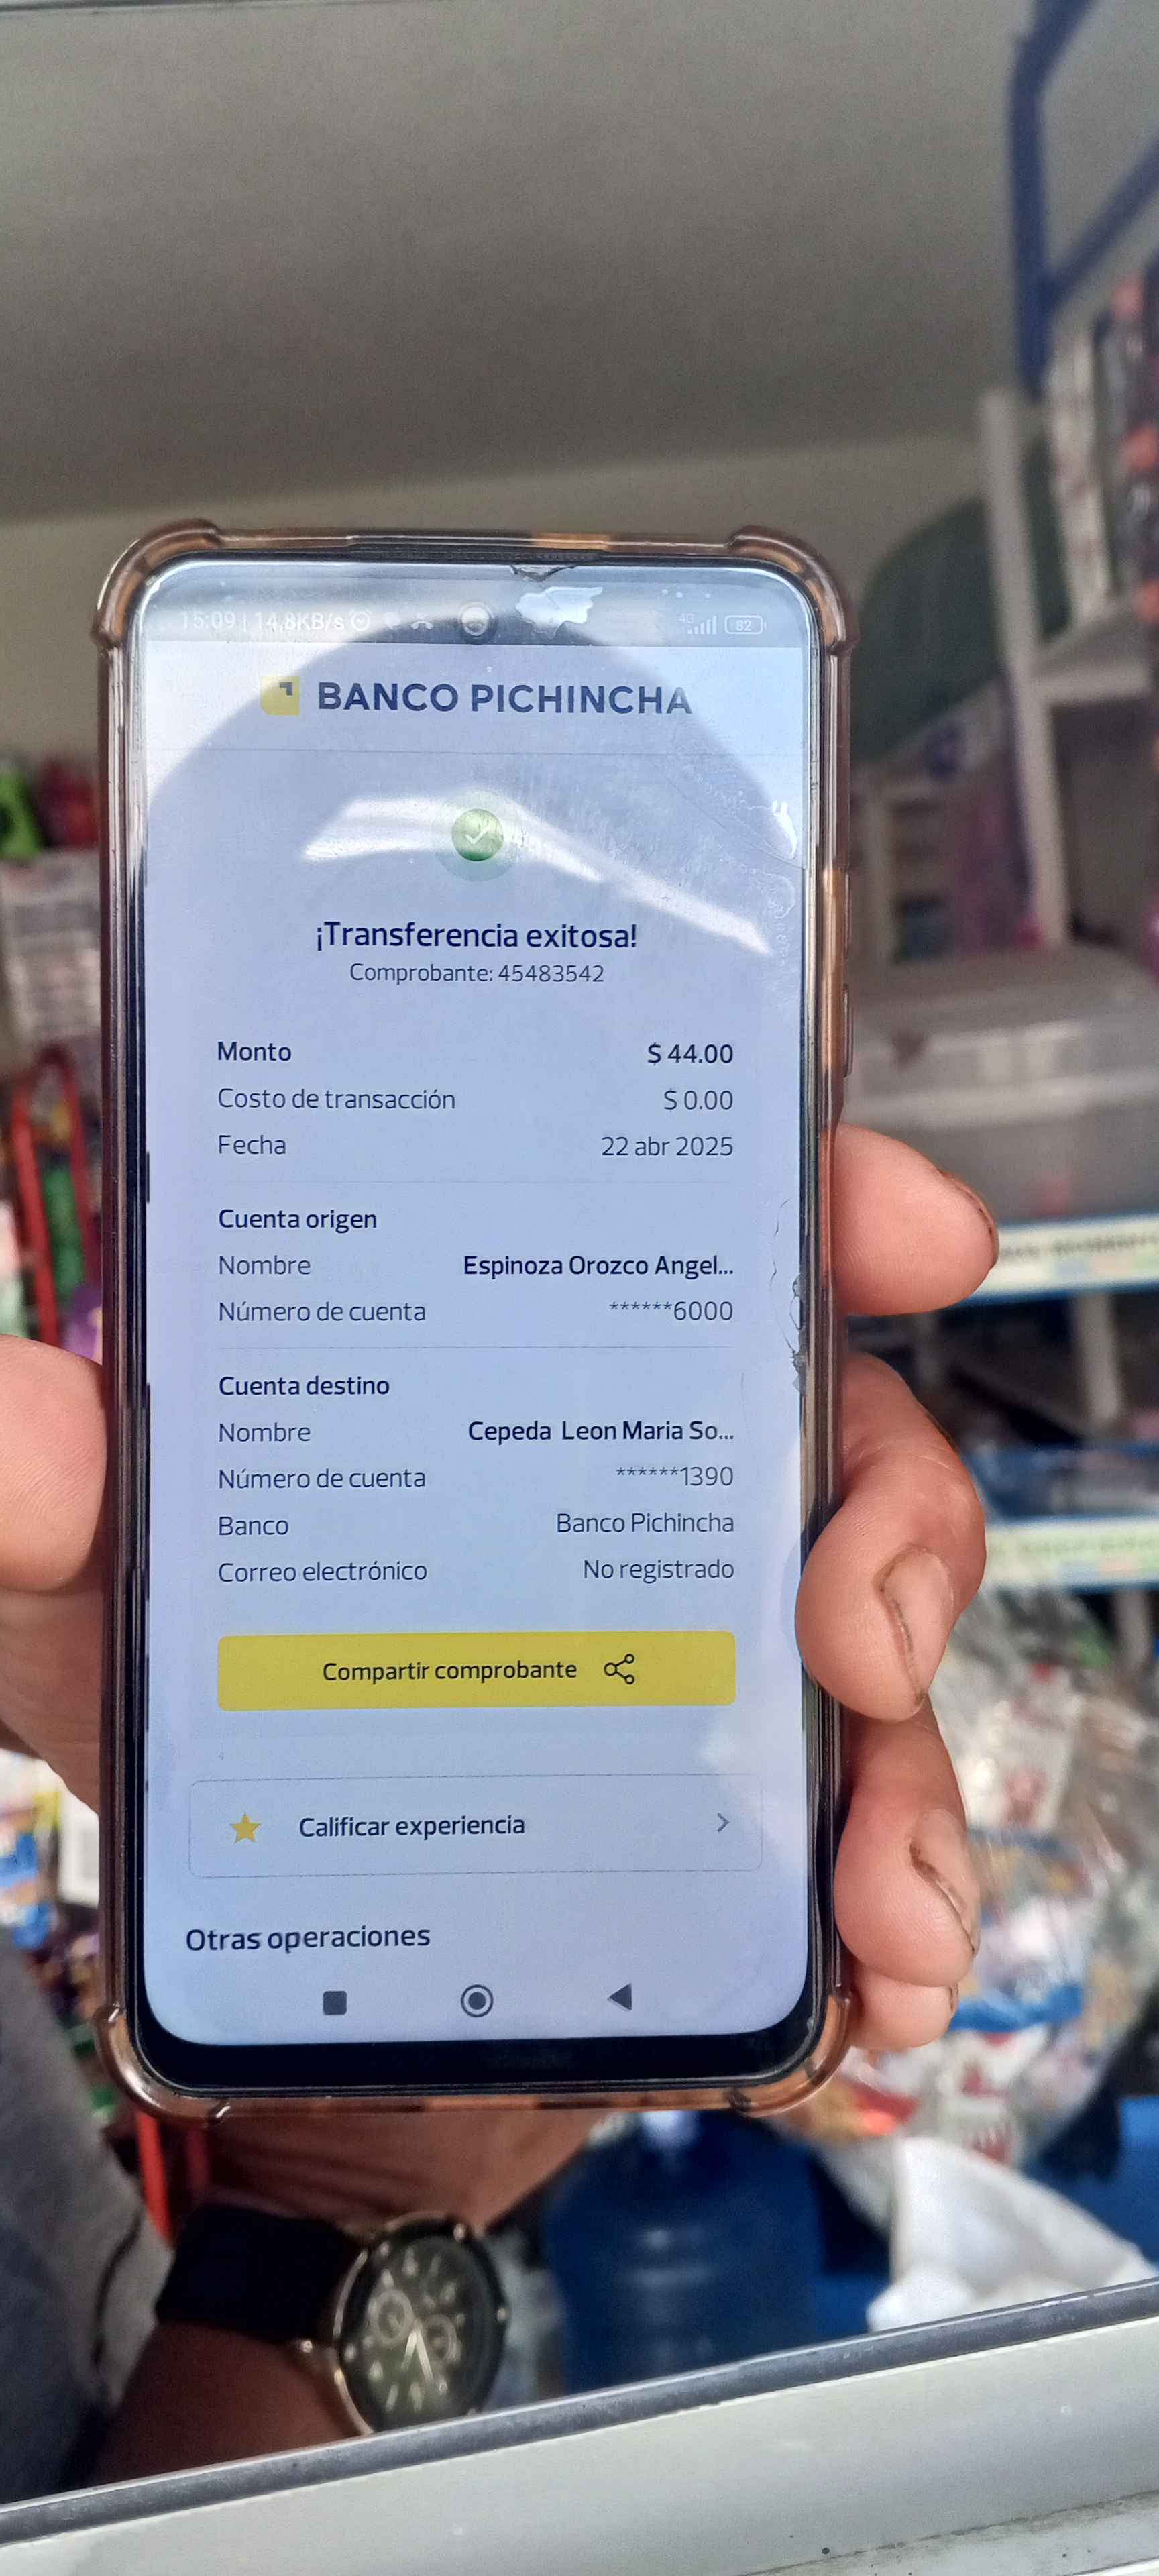 15:09 | 14,8KB/s
4G 82
BANCO PICHINCHA
¡Transferencia exitosa!
Comprobante: 45483542
Monto $ 44.00
Costo de transacción $ 0.00
Fecha 22 abr 2025
Cuenta origen
Nombre Espinoza Orozco Angel...
Número de cuenta ******6000
Cuenta destino
Nombre Cepeda Leon Maria So...
Número de cuenta ******1390
Banco Banco Pichincha
Correo electrónico No registrado
Compartir comprobante
Calificar experiencia
Otras operaciones